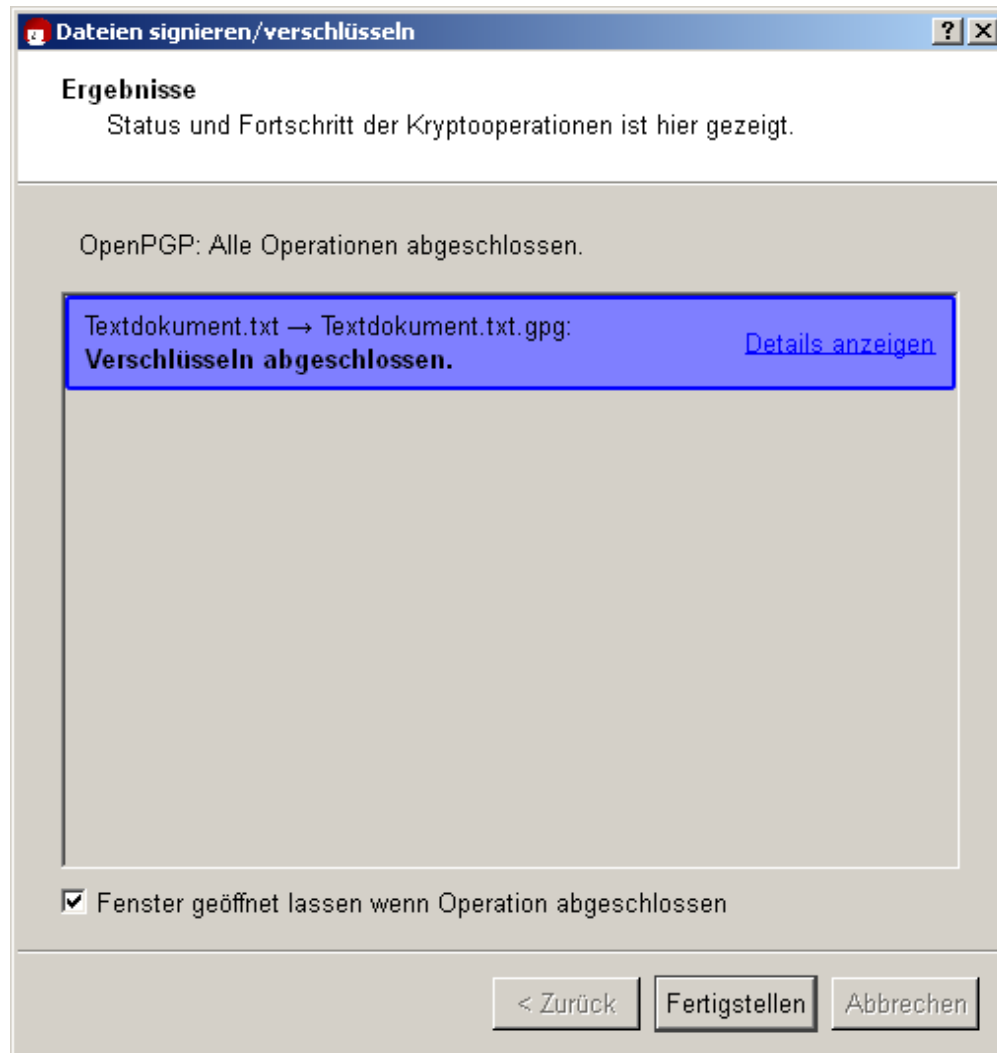 Dateien signieren/verschlüsseln
Ergebnisse
Status und Fortschritt der Kryptooperationen ist hier gezeigt.
OpenPGP: Alle Operationen abgeschlossen.
Textdokument.txt → Textdokument.txt.gpg:
Verschlüsseln abgeschlossen.
Details anzeigen
Fenster geöffnet lassen wenn Operation abgeschlossen
< Zurück
Fertigstellen
Abbrechen